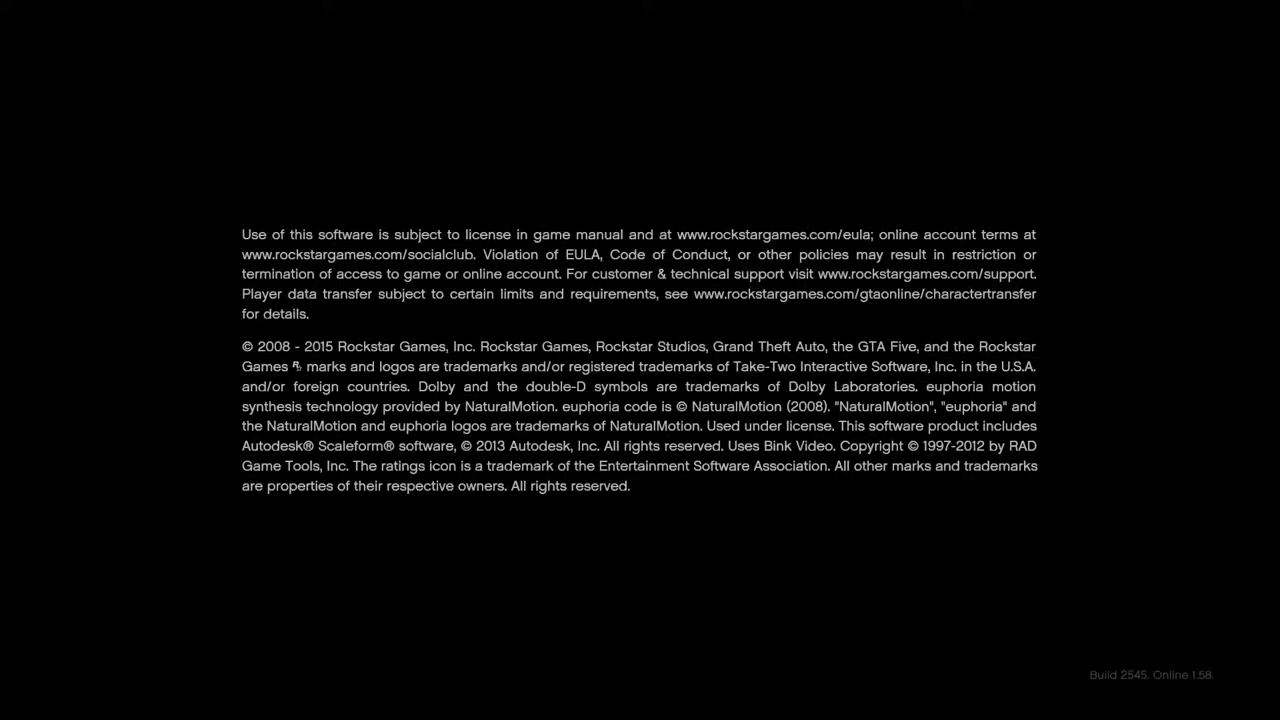 Use of this software is subject to license in game manual and at www.rockstargames.com/eula; online account terms at
www.rockstargames.com/socialclub. Violation of EULA, Code of Conduct, or other policies may result in restriction or
termination of access to game or online account. For customer & technical support visit www.rockstargames.com/support.
Player data transfer subject to certain limits and requirements, see www.rockstargames.com/gtaonline/charactertransfer
for details.
© 2008 - 2015 Rockstar Games, Inc. Rockstar Games, Rockstar Studios, Grand Theft Auto, the GTA Five, and the Rockstar
Games R* marks and logos are trademarks and/or registered trademarks of Take-Two Interactive Software, Inc. in the U.S.A.
and/or foreign countries. Dolby and the double-D symbols are trademarks of Dolby Laboratories. euphoria motion
synthesis technology provided by NaturalMotion. euphoria code is © NaturalMotion (2008). "NaturalMotion", "euphoria" and
the NaturalMotion and euphoria logos are trademarks of NaturalMotion. Used under license. This software product includes
Autodesk® Scaleform® software, © 2013 Autodesk, Inc. All rights reserved. Uses Bink Video. Copyright © 1997-2012 by RAD
Game Tools, Inc. The ratings icon is a trademark of the Entertainment Software Association. All other marks and trademarks
are properties of their respective owners. All rights reserved.
Build 2545. Online 1.58.